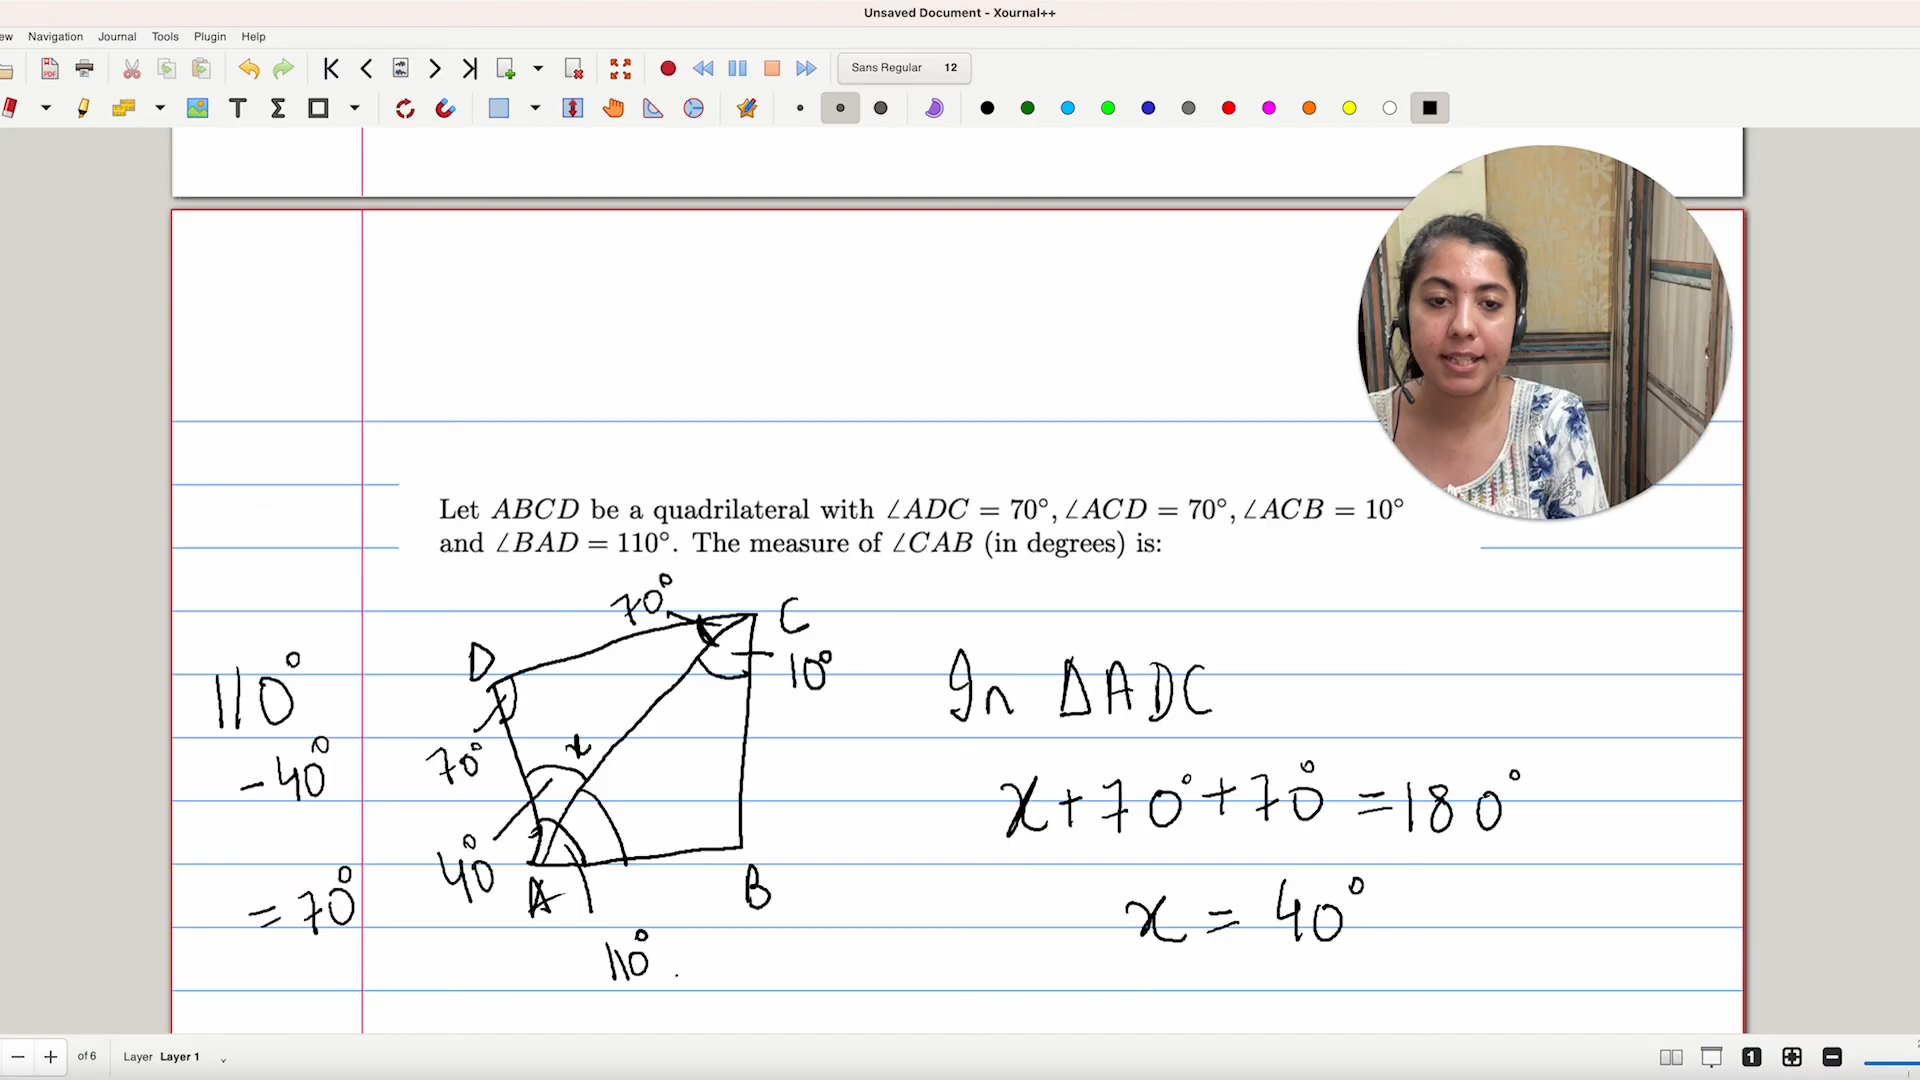 Unsaved Document - Xournal++
ew Navigation Journal Tools Plugin Help
Sans Regular 12
Let ABCD be a quadrilateral with ∠ADC = 70°, ∠ACD = 70°, ∠ACB = 10°
and ∠BAD = 110°. The measure of ∠CAB (in degrees) is:
70°
C
D
10°
110°
-40°
= 70°
70°
x
40°
A
B
110°
In ΔADC
x + 70° + 70° = 180°
x = 40°
of 6 Layer Layer 1
1